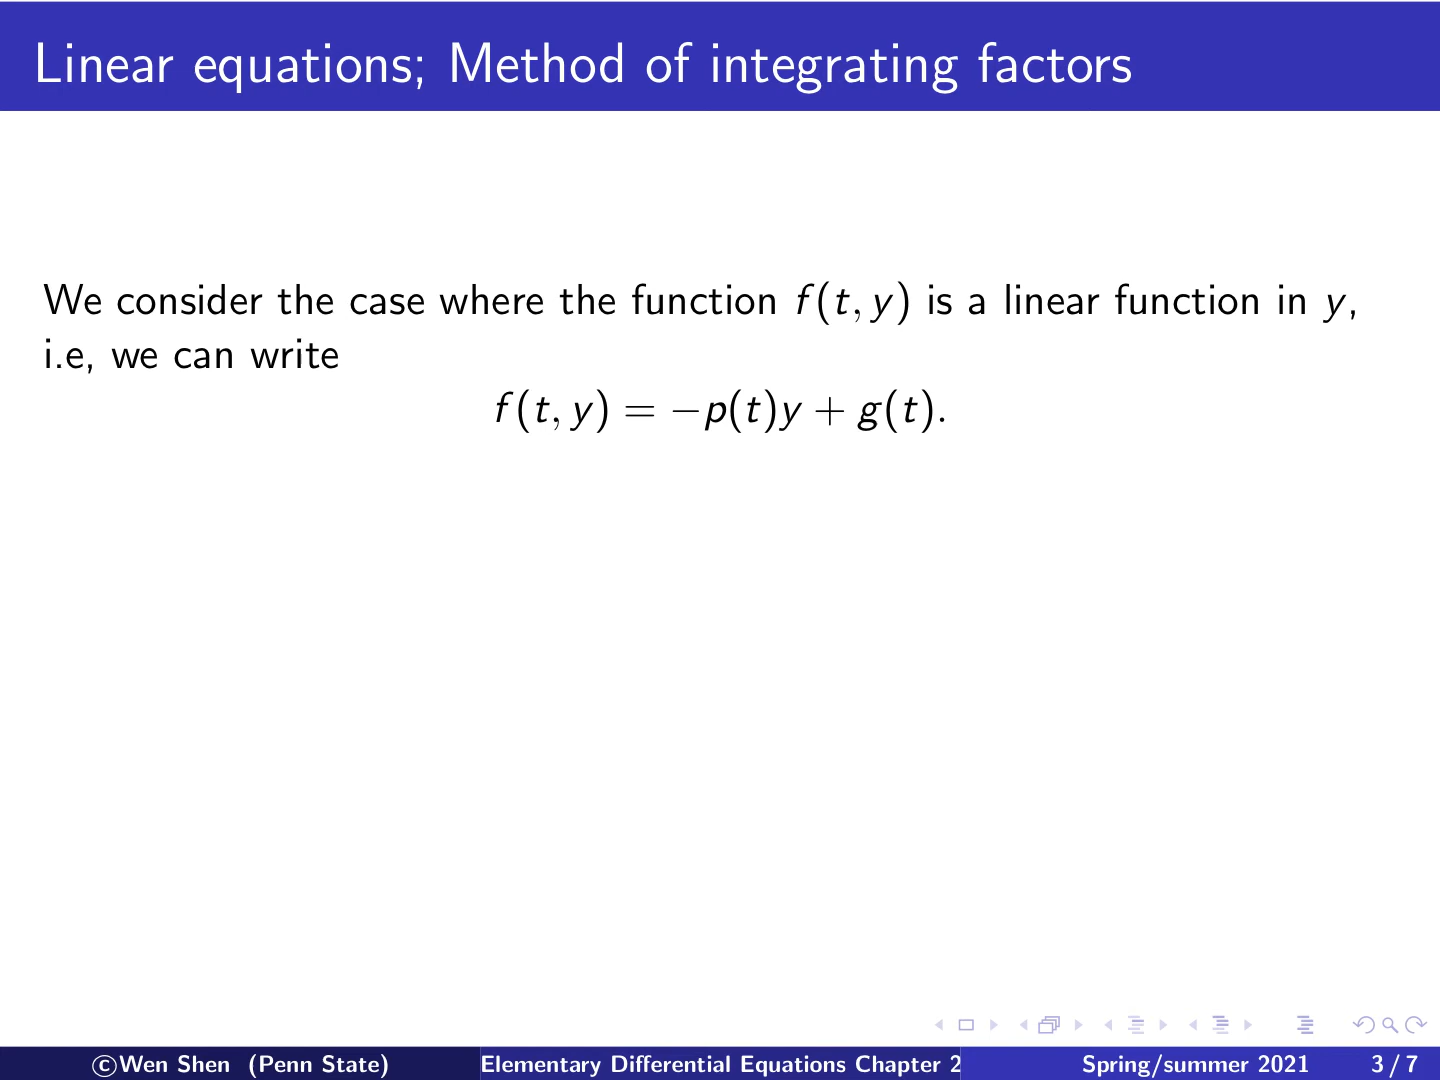 Linear equations; Method of integrating factors
We consider the case where the function f(t, y) is a linear function in y,
i.e, we can write
f(t, y) = −p(t)y + g(t).
©Wen Shen (Penn State)
Elementary Differential Equations Chapter 2
Spring/summer 2021
3 / 7